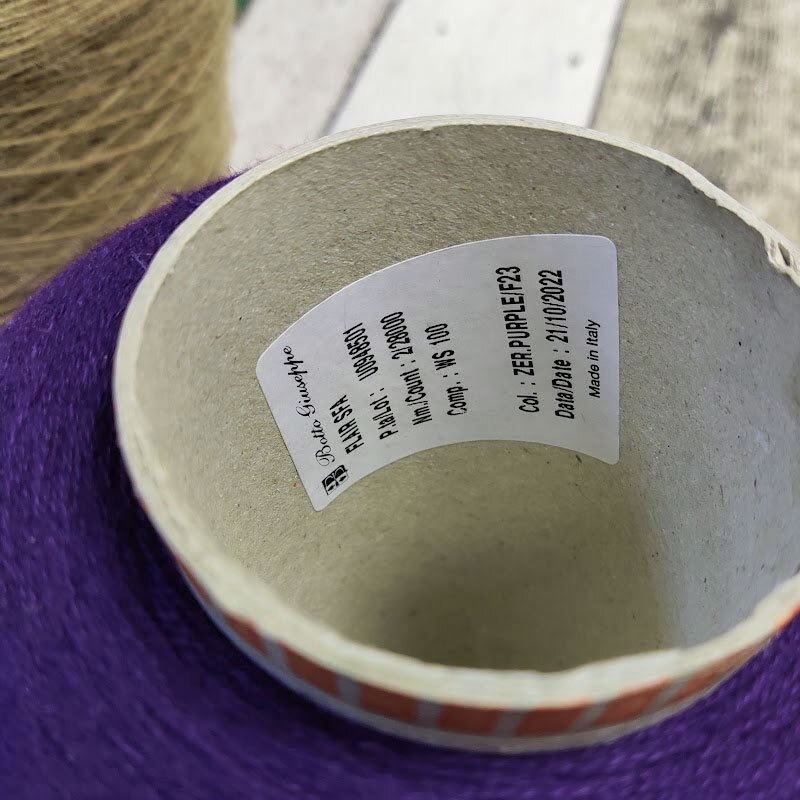 Botto Giuseppe
FLAIR SFA
P.ta/Lot : U0946501
Nm./Count : 2/28000
Comp. : WS 100
Col. : ZER.PURPLE/F23
Data/Date : 21/10/2022
Made in Italy